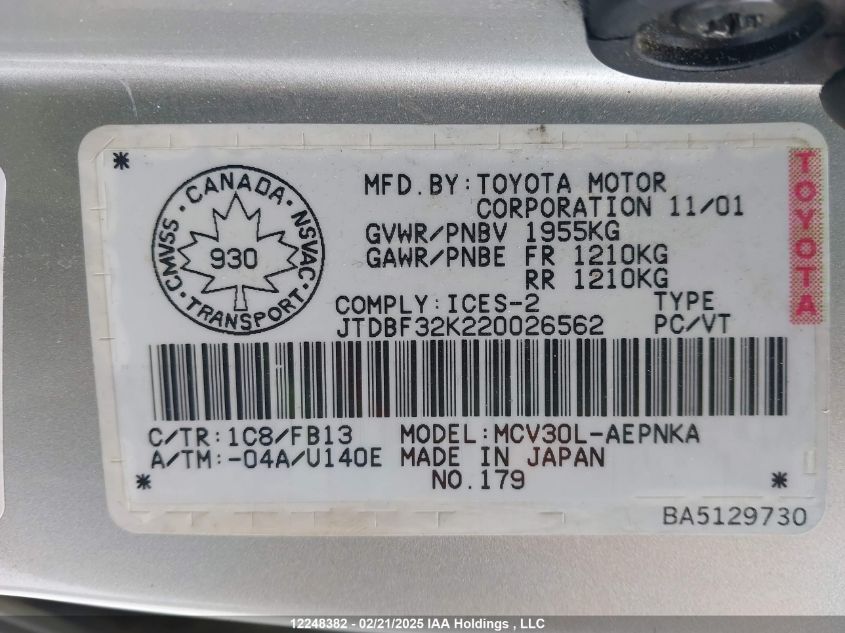 *
CANADA
NSVAC
TRANSPORT
CMVSS
930
MFD.BY:TOYOTA MOTOR
CORPORATION 11/01
GVWR/PNBV 1955KG
GAWR/PNBE FR 1210KG
RR 1210KG
COMPLY:ICES-2 TYPE
JTDBF32K220026562 PC/VT
TOYOTA
C/TR:1C8/FB13 MODEL:MCV30L-AEPNKA
A/TM:-04A/U140E MADE IN JAPAN
* NO.179 *
BA5129730
12248382 - 02/21/2025 IAA Holdings , LLC